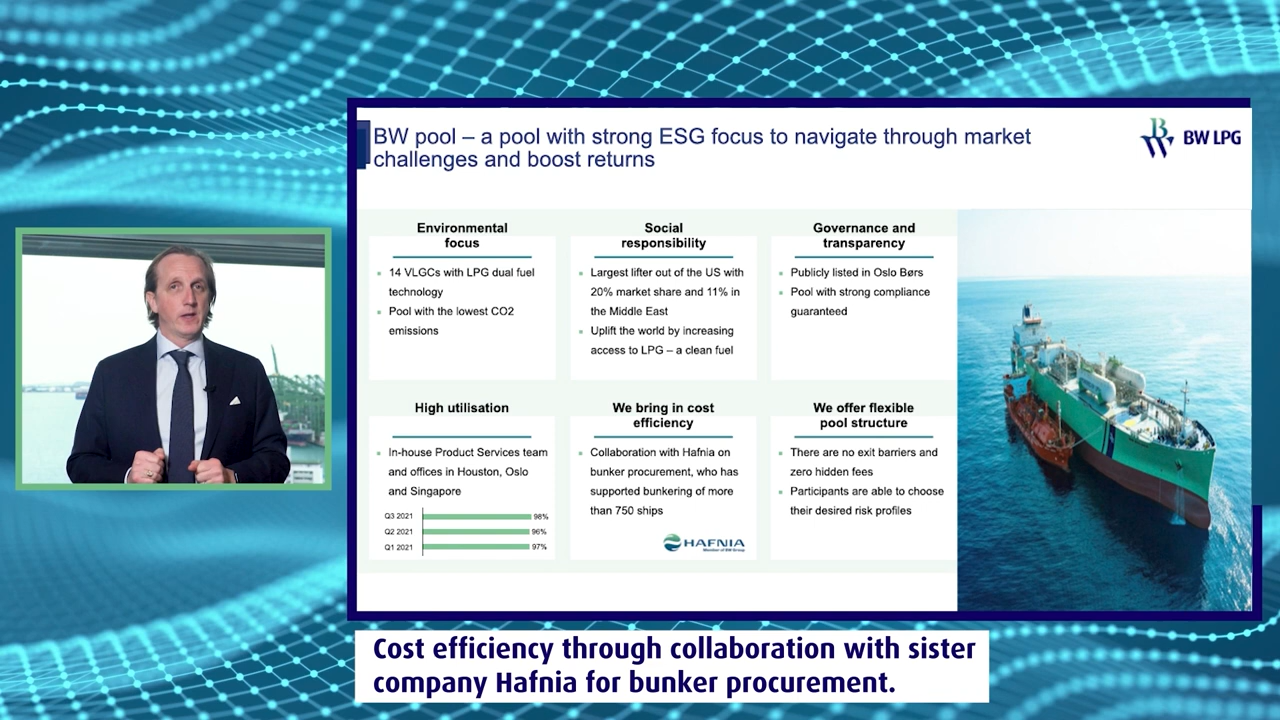 BW pool – a pool with strong ESG focus to navigate through market
challenges and boost returns
BW LPG
Environmental
focus
▪ 14 VLGCs with LPG dual fuel
technology
▪ Pool with the lowest CO2
emissions
Social
responsibility
▪ Largest lifter out of the US with
20% market share and 11% in
the Middle East
▪ Uplift the world by increasing
access to LPG – a clean fuel
Governance and
transparency
▪ Publicly listed in Oslo Børs
▪ Pool with strong compliance
guaranteed
High utilisation
▪ In-house Product Services team
and offices in Houston, Oslo
and Singapore
Q3 2021 98%
Q2 2021 96%
Q1 2021 97%
We bring in cost
efficiency
▪ Collaboration with Hafnia on
bunker procurement, who has
supported bunkering of more
than 750 ships
HAFNIA
Member of BW Group
We offer flexible
pool structure
▪ There are no exit barriers and
zero hidden fees
▪ Participants are able to choose
their desired risk profiles
Cost efficiency through collaboration with sister
company Hafnia for bunker procurement.